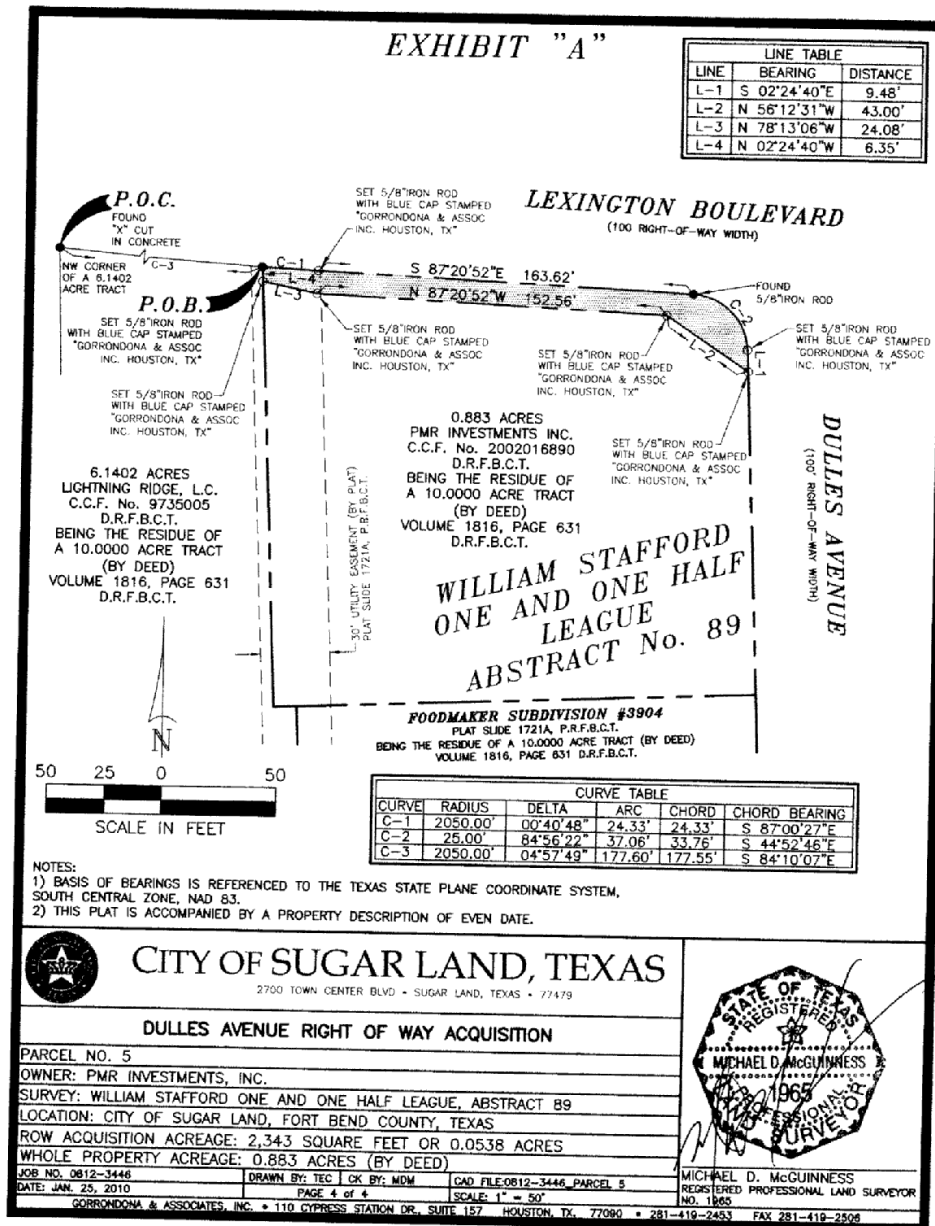 EXHIBIT "A"
LINE TABLE
LINE BEARING DISTANCE
L-1 S 02°24'40"E 9.48'
L-2 N 56°12'31"W 43.00'
L-3 N 78°13'06"W 24.08'
L-4 N 02°24'40"W 6.35'
P.O.C.
FOUND
"X" CUT
IN CONCRETE
NW CORNER
OF A 6.1402
ACRE TRACT
C-3
P.O.B.
SET 5/8"IRON ROD
WITH BLUE CAP STAMPED
"GORRONDONA & ASSOC
INC. HOUSTON, TX"
SET 5/8"IRON ROD
WITH BLUE CAP STAMPED
"GORRONDONA & ASSOC
INC. HOUSTON, TX"
LEXINGTON BOULEVARD
(100 RIGHT-OF-WAY WIDTH)
C-1
L-4
L-3
S 87°20'52"E 163.62'
N 87°20'52"W 152.56'
FOUND
5/8"IRON ROD
C-2
L-2
L-1
SET 5/8"IRON ROD
WITH BLUE CAP STAMPED
"GORRONDONA & ASSOC
INC. HOUSTON, TX"
SET 5/8"IRON ROD
WITH BLUE CAP STAMPED
"GORRONDONA & ASSOC
INC. HOUSTON, TX"
SET 5/8"IRON ROD
WITH BLUE CAP STAMPED
"GORRONDONA & ASSOC
INC. HOUSTON, TX"
SET 5/8"IRON ROD
WITH BLUE CAP STAMPED
"GORRONDONA & ASSOC
INC. HOUSTON, TX"
SET 5/8"IRON ROD
WITH BLUE CAP STAMPED
"GORRONDONA & ASSOC
INC. HOUSTON, TX"
6.1402 ACRES
LIGHTNING RIDGE, L.C.
C.C.F. No. 9735005
D.R.F.B.C.T.
BEING THE RESIDUE OF
A 10.0000 ACRE TRACT
(BY DEED)
VOLUME 1816, PAGE 631
D.R.F.B.C.T.
30' UTILITY EASEMENT (BY PLAT)
PLAT SLIDE 1721A, P.R.F.B.C.T.
0.883 ACRES
PMR INVESTMENTS INC.
C.C.F. No. 2002016890
D.R.F.B.C.T.
BEING THE RESIDUE OF
A 10.0000 ACRE TRACT
(BY DEED)
VOLUME 1816, PAGE 631
D.R.F.B.C.T.
DULLES AVENUE
(100' RIGHT-OF-WAY WIDTH)
WILLIAM STAFFORD
ONE AND ONE HALF
LEAGUE
ABSTRACT No. 89
FOODMAKER SUBDIVISION #3904
PLAT SLIDE 1721A, P.R.F.B.C.T.
BEING THE RESIDUE OF A 10.0000 ACRE TRACT (BY DEED)
VOLUME 1816, PAGE 631 D.R.F.B.C.T.
N
50 25 0 50
SCALE IN FEET
CURVE TABLE
CURVE RADIUS DELTA ARC CHORD CHORD BEARING
C-1 2050.00' 00°40'48" 24.33' 24.33' S 87°00'27"E
C-2 25.00' 84°56'22" 37.06' 33.76' S 44°52'46"E
C-3 2050.00' 04°57'49" 177.60' 177.55' S 84°10'07"E
NOTES:
1) BASIS OF BEARINGS IS REFERENCED TO THE TEXAS STATE PLANE COORDINATE SYSTEM,
SOUTH CENTRAL ZONE, NAD 83.
2) THIS PLAT IS ACCOMPANIED BY A PROPERTY DESCRIPTION OF EVEN DATE.
CITY OF SUGAR LAND, TEXAS
2700 TOWN CENTER BLVD • SUGAR LAND, TEXAS • 77479
DULLES AVENUE RIGHT OF WAY ACQUISITION
PARCEL NO. 5
OWNER: PMR INVESTMENTS, INC.
SURVEY: WILLIAM STAFFORD ONE AND ONE HALF LEAGUE, ABSTRACT 89
LOCATION: CITY OF SUGAR LAND, FORT BEND COUNTY, TEXAS
ROW ACQUISITION ACREAGE: 2,343 SQUARE FEET OR 0.0538 ACRES
WHOLE PROPERTY ACREAGE: 0.883 ACRES (BY DEED)
JOB NO. 0812-3446 DRAWN BY: TEC CK BY: MDM CAD FILE:0812-3446_PARCEL 5
DATE: JAN. 25, 2010 PAGE 4 of 4 SCALE: 1" = 50'
GORRONDONA & ASSOCIATES, INC. • 110 CYPRESS STATION DR., SUITE 157 HOUSTON, TX. 77090 • 281-419-2453 FAX 281-419-2506
STATE OF TEXAS
REGISTERED
MICHAEL D. McGUINNESS
1965
PROFESSIONAL
LAND SURVEYOR
MICHAEL D. McGUINNESS
REGISTERED PROFESSIONAL LAND SURVEYOR
NO. 1965